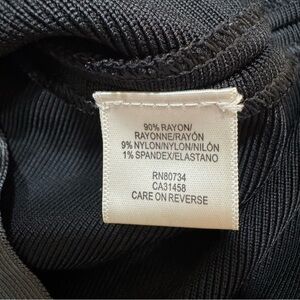 90% RAYON/
RAYONNE/RAYÓN
9% NYLON/NYLON/NILÓN
1% SPANDEX/ELASTANO
RN80734
CA31458
CARE ON REVERSE